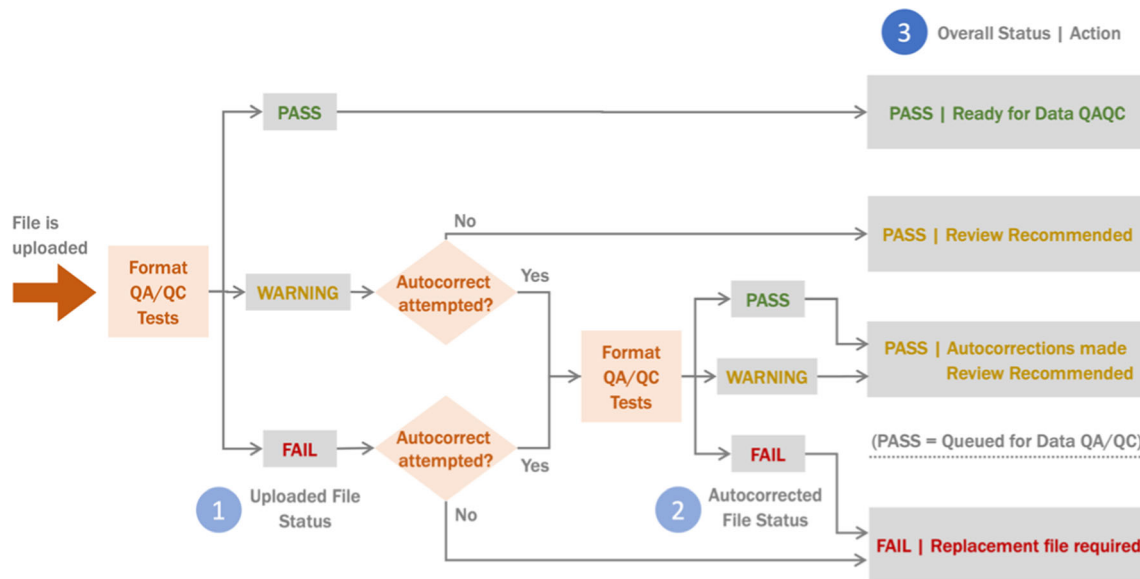 3 Overall Status | Action
PASS
PASS | Ready for Data QAQC
File is
uploaded
No
PASS | Review Recommended
Format
QA/QC
Tests
WARNING
Autocorrect
attempted?
Yes
PASS
Format
QA/QC
Tests
WARNING
PASS | Autocorrections made
Review Recommended
FAIL
Autocorrect
attempted?
Yes
FAIL
(PASS = Queued for Data QA/QC)
1 Uploaded File
Status
No
2 Autocorrected
File Status
FAIL | Replacement file required